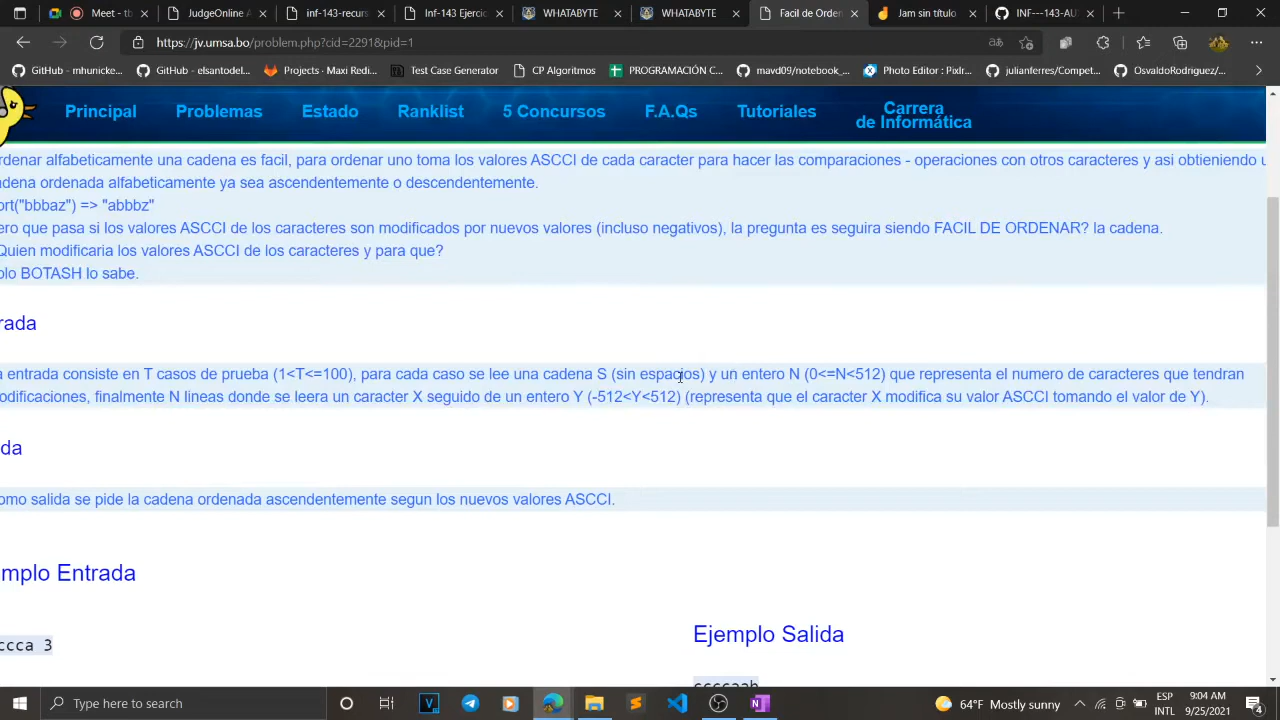 Meet - tb
JudgeOnline A
inf-143-recurs
Inf-143 Ejercic
WHATABYTE
WHATABYTE
Facil de Orden
Jam sin título
INF---143-AU
https://jv.umsa.bo/problem.php?cid=2291&pid=1
GitHub - mhunicke...
GitHub - elsantodel...
Projects · Maxi Redi...
Test Case Generator
CP Algoritmos
PROGRAMACIÓN C...
mavd09/notebook_...
Photo Editor : Pixlr...
julianferres/Compet...
OsvaldoRodriguez/...
Principal
Problemas
Estado
Ranklist
5 Concursos
F.A.Qs
Tutoriales
Carrera
de Informática
rdenar alfabeticamente una cadena es facil, para ordenar uno toma los valores ASCCI de cada caracter para hacer las comparaciones - operaciones con otros caracteres y asi obtieniendo u
adena ordenada alfabeticamente ya sea ascendentemente o descendentemente.
ort("bbbaz") => "abbbz"
ero que pasa si los valores ASCCI de los caracteres son modificados por nuevos valores (incluso negativos), la pregunta es seguira siendo FACIL DE ORDENAR? la cadena.
Quien modificaria los valores ASCCI de los caracteres y para que?
olo BOTASH lo sabe.
rada
a entrada consiste en T casos de prueba (1<T<=100), para cada caso se lee una cadena S (sin espacios) y un entero N (0<=N<512) que representa el numero de caracteres que tendran
odificaciones, finalmente N lineas donde se leera un caracter X seguido de un entero Y (-512<Y<512) (representa que el caracter X modifica su valor ASCCI tomando el valor de Y).
ida
omo salida se pide la cadena ordenada ascendentemente segun los nuevos valores ASCCI.
mplo Entrada
Ejemplo Salida
ccca 3
ccccaab
Type here to search
64°F Mostly sunny
ESP
INTL
9:04 AM
9/25/2021
4